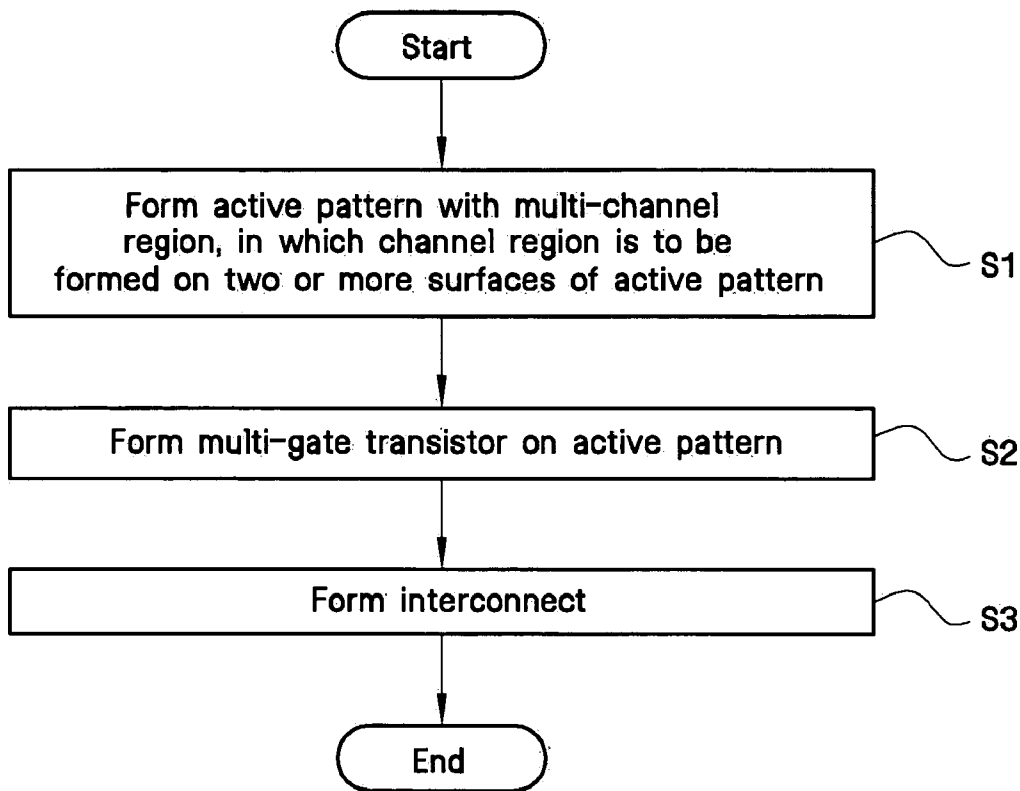 Start
Form active pattern with multi-channel
region, in which channel region is to be
formed on two or more surfaces of active pattern
S1
Form multi-gate transistor on active pattern
S2
Form interconnect
S3
End